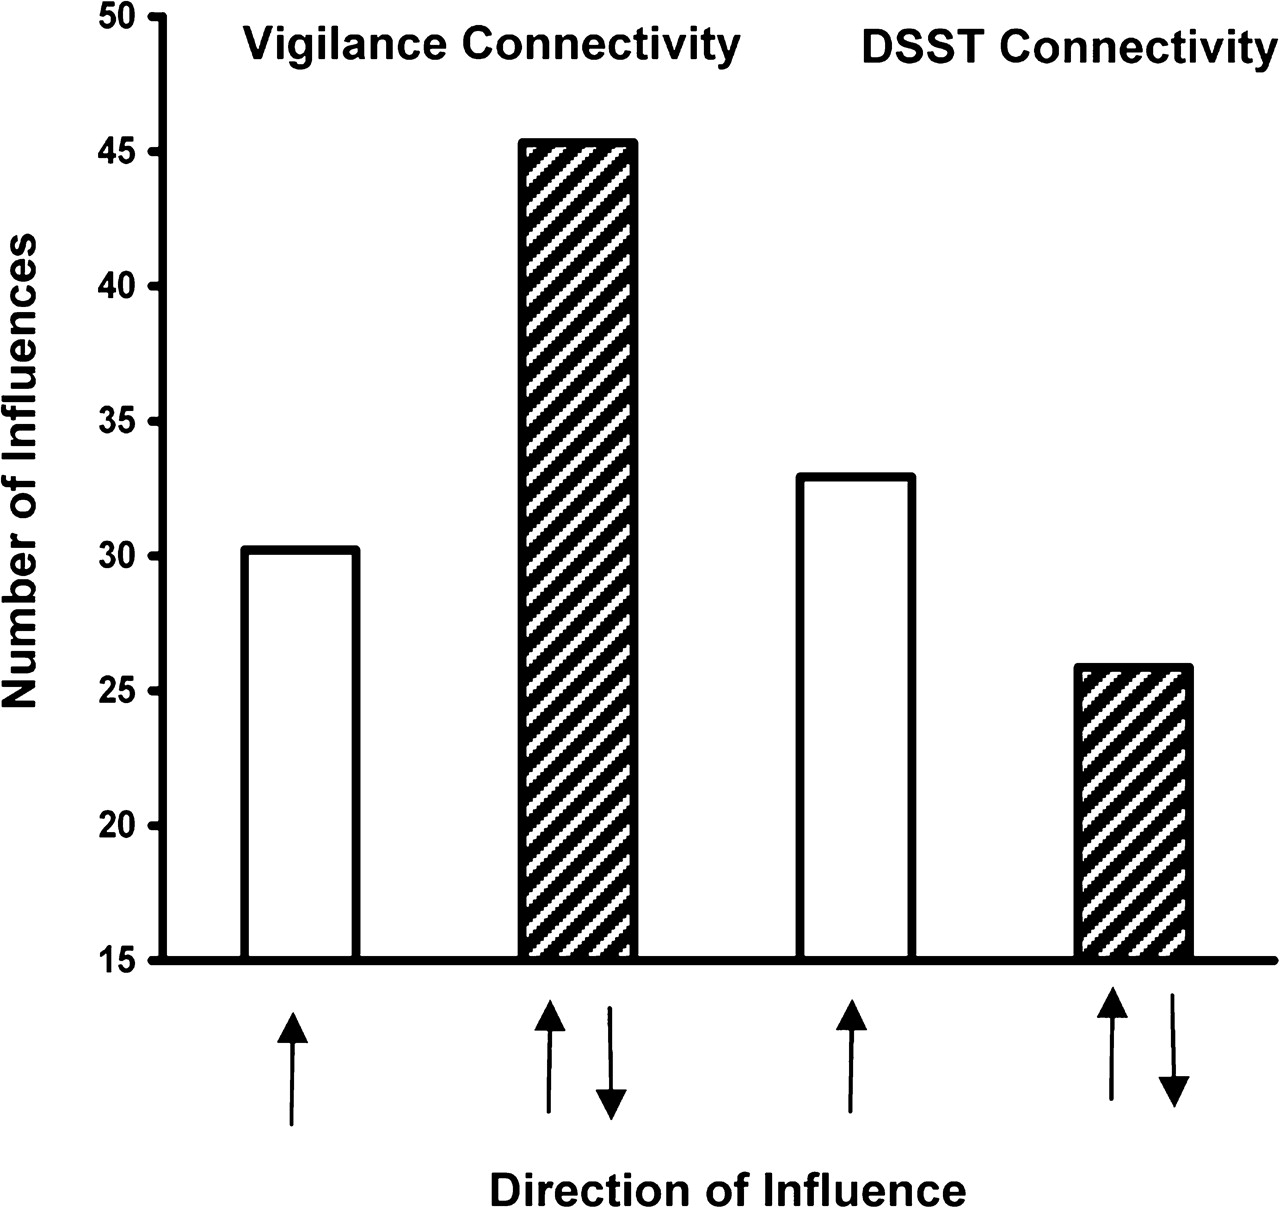 Vigilance Connectivity
DSST Connectivity
Number of Influences
50
45
40
35
30
25
20
15
Direction of Influence